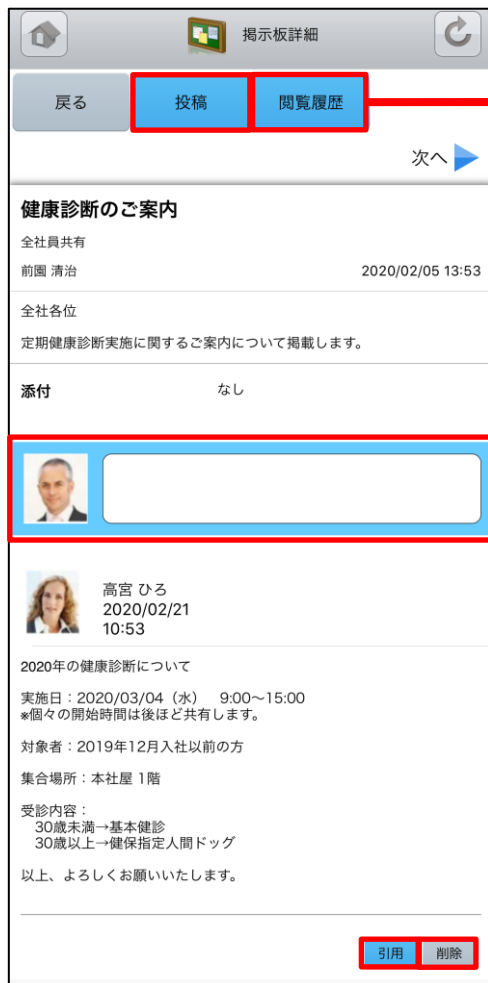 掲示板詳細
戻る 投稿 閲覧履歴
次へ
健康診断のご案内
全社員共有
前園 清治 2020/02/05 13:53
全社各位
定期健康診断実施に関するご案内について掲載します。
添付 なし
高宮 ひろ
2020/02/21
10:53
2020年の健康診断について
実施日：2020/03/04（水） 9:00～15:00
※個々の開始時間は後ほど共有します。
対象者：2019年12月入社以前の方
集合場所：本社屋 1階
受診内容：
30歳未満→基本健診
30歳以上→健保指定人間ドッグ
以上、よろしくお願いいたします。
引用 削除